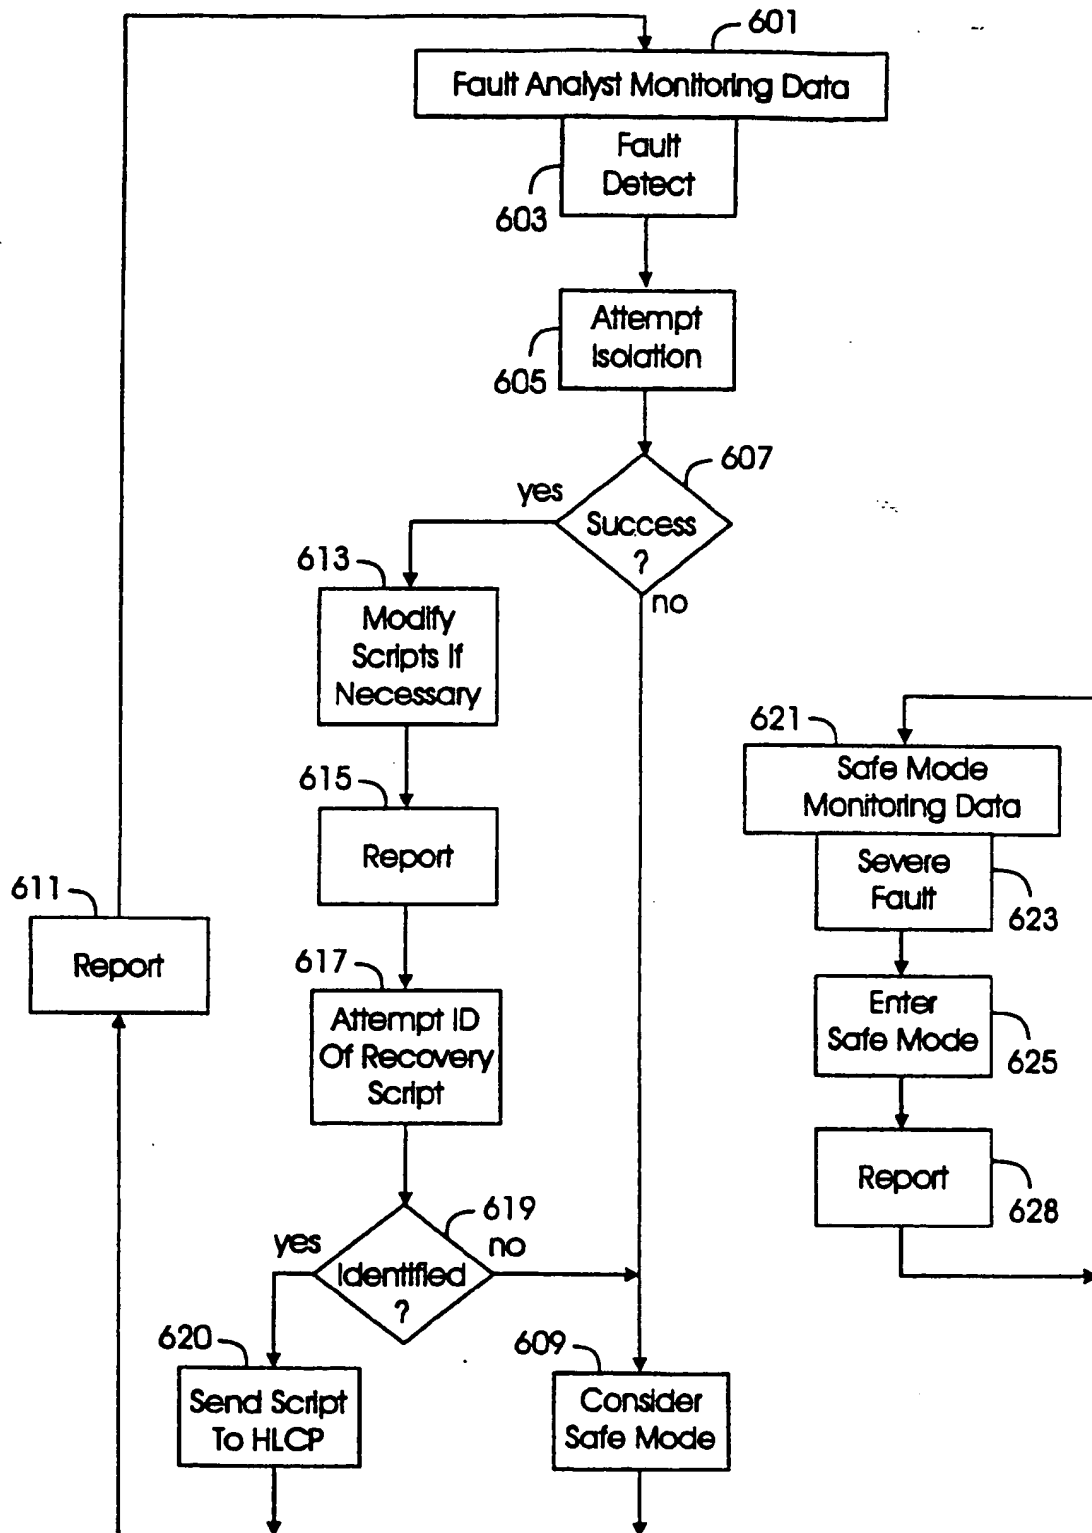 601
Fault Analyst Monitoring Data
Fault
Detect
603
Attempt
Isolation
605
607
yes
Success
?
no
613
Modify
Scripts If
Necessary
615
Report
611
Report
617
Attempt ID
Of Recovery
Script
619
yes
no
Identified
?
620
Send Script
To HLCP
609
Consider
Safe Mode
621
Safe Mode
Monitoring Data
Severe
Fault
623
Enter
Safe Mode
625
Report
628